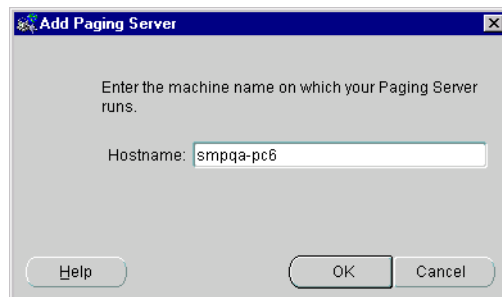 Add Paging Server
Enter the machine name on which your Paging Server
runs.
Hostname: smpqa-pc6
Help OK Cancel